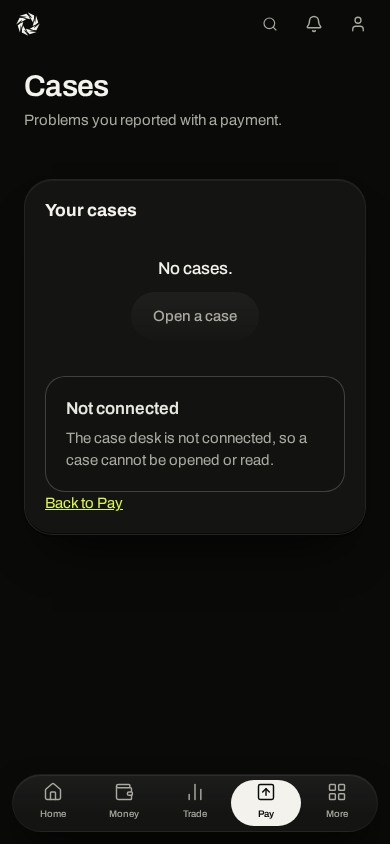 Cases
Problems you reported with a payment.
Your cases
No cases.
Open a case
Not connected
The case desk is not connected, so a
case cannot be opened or read.
Back to Pay
Home
Money
Trade
Pay
More